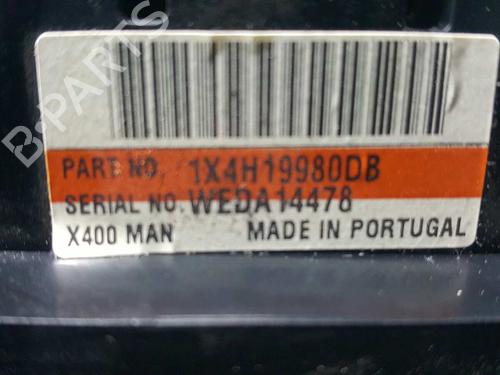 B-PARTS
PART NO. 1X4H19980DB
SERIAL NO. WEDA14478
X400 MAN MADE IN PORTUGAL